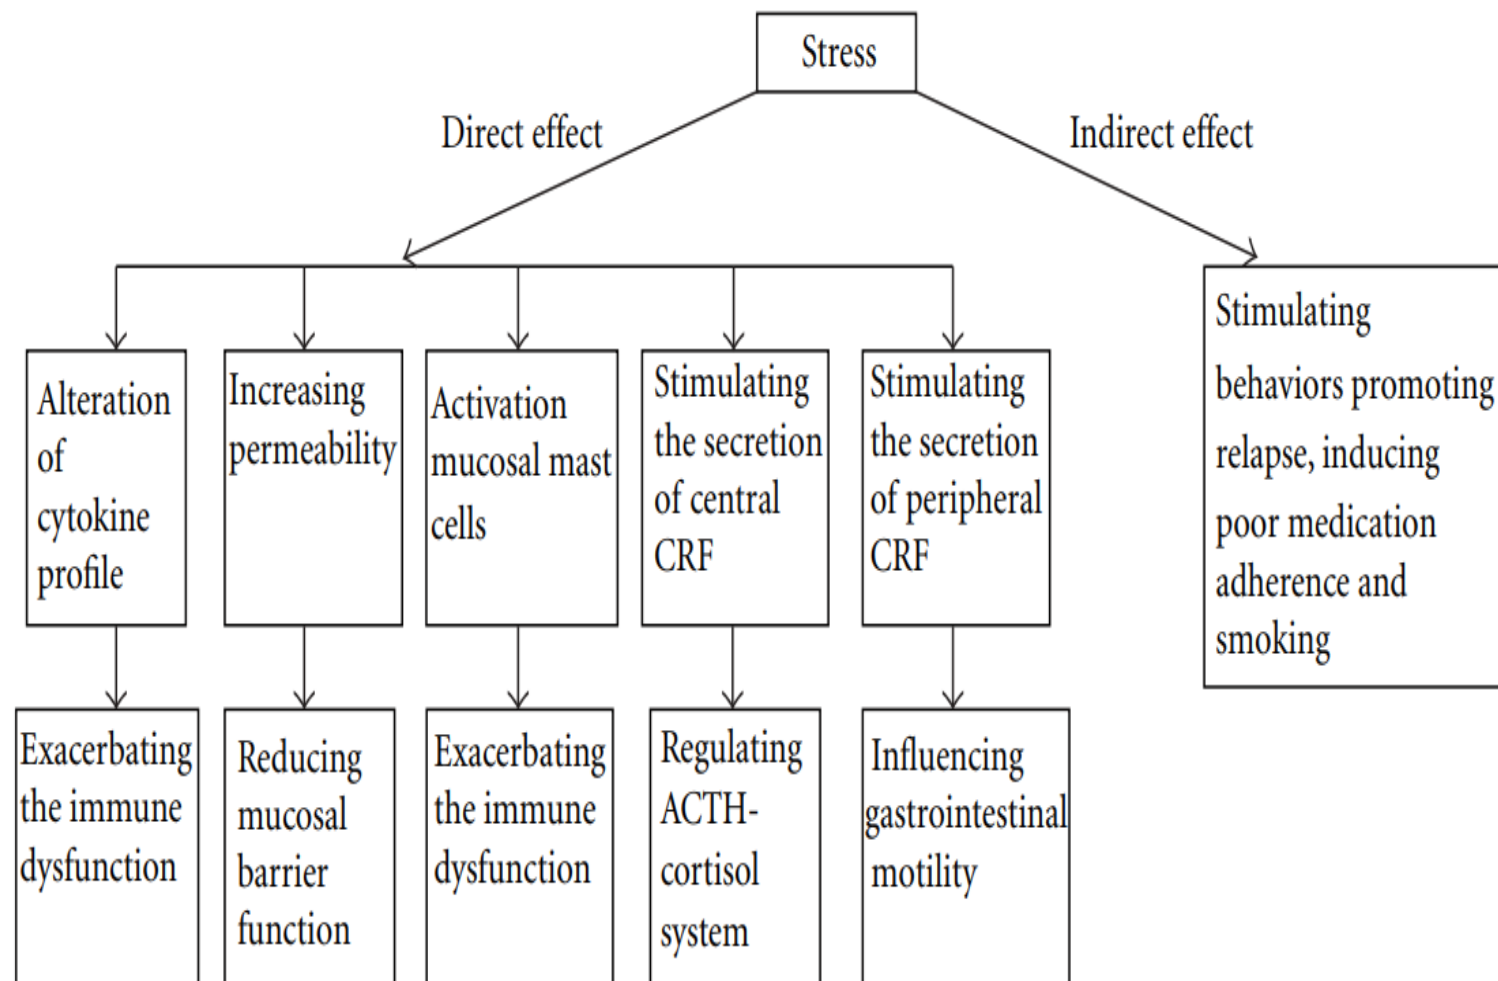 Stress
Direct effect
Indirect effect
Alteration
of
cytokine
profile
Increasing
permeability
Activation
mucosal mast
cells
Stimulating
the secretion
of central
CRF
Stimulating
the secretion
of peripheral
CRF
Stimulating
behaviors promoting
relapse, inducing
poor medication
adherence and
smoking
Exacerbating
the immune
dysfunction
Reducing
mucosal
barrier
function
Exacerbating
the immune
dysfunction
Regulating
ACTH-
cortisol
system
Influencing
gastrointestinal
motility